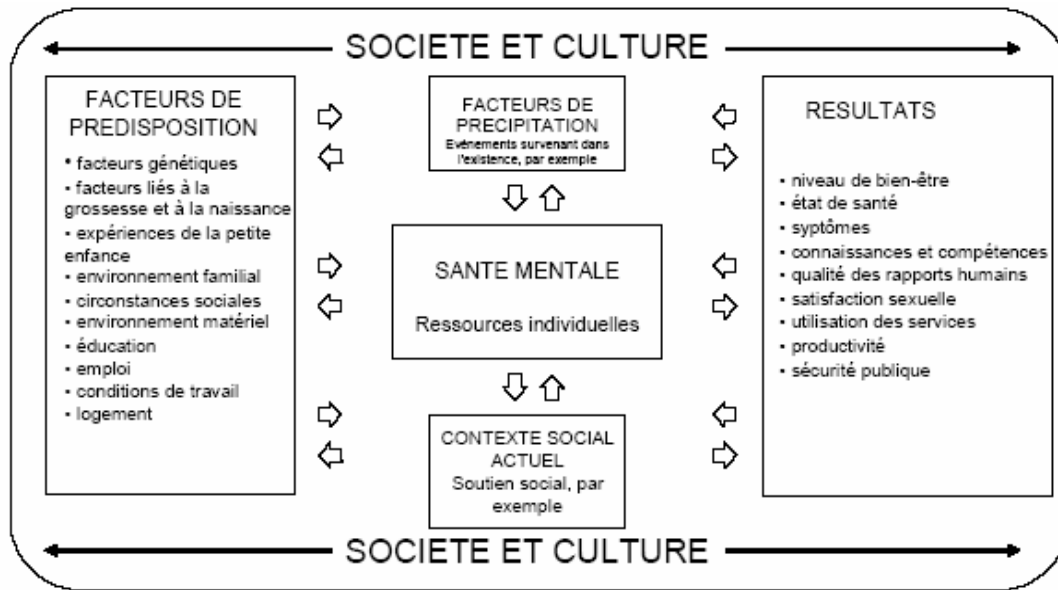 SOCIETE ET CULTURE
FACTEURS DE
PREDISPOSITION
• facteurs génétiques
• facteurs liés à la
grossesse et à la naissance
• expériences de la petite
enfance
• environnement familial
• circonstances sociales
• environnement matériel
• éducation
• emploi
• conditions de travail
• logement
FACTEURS DE
PRECIPITATION
Evénements survenant dans
l'existence, par exemple
SANTE MENTALE
Ressources individuelles
CONTEXTE SOCIAL
ACTUEL
Soutien social, par
exemple
RESULTATS
• niveau de bien-être
• état de santé
• syptômes
• connaissances et compétences
• qualité des rapports humains
• satisfaction sexuelle
• utilisation des services
• productivité
• sécurité publique
SOCIETE ET CULTURE